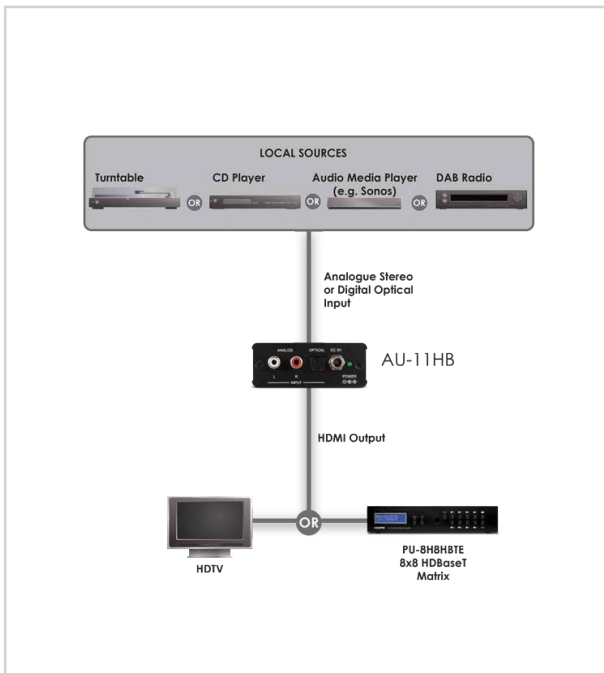 LOCAL SOURCES
Turntable
CD Player
Audio Media Player
(e.g. Sonos)
DAB Radio
OR
OR
OR
Analogue Stereo
or Digital Optical
Input
ANALOG
OPTICAL
DC 5V
L
R
INPUT
POWER
AU-11HB
HDMI Output
OR
HDTV
PU-8H8HBTE
8x8 HDBaseT
Matrix